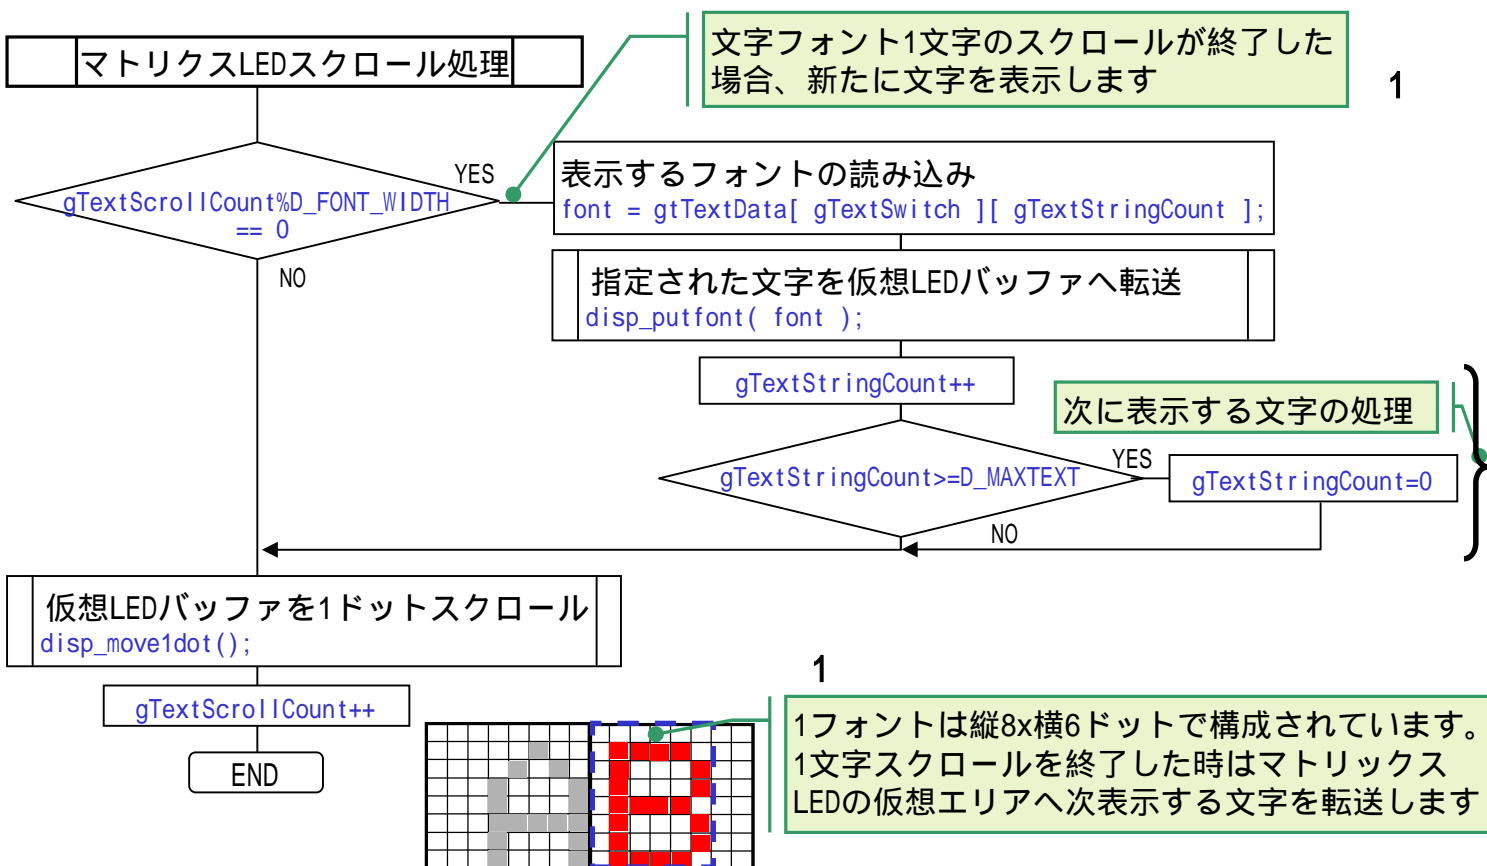 マトリクスLEDスクロール処理
文字フォント1文字のスクロールが終了した
場合、新たに文字を表示します
1
gTextScrollCount%D_FONT_WIDTH
== 0
YES
NO
表示するフォントの読み込み
font = gtTextData[ gTextSwitch ][ gTextStringCount ];
指定された文字を仮想LEDバッファへ転送
disp_putfont( font );
gTextStringCount++
次に表示する文字の処理
gTextStringCount>=D_MAXTEXT
YES
gTextStringCount=0
NO
仮想LEDバッファを1ドットスクロール
disp_move1dot();
gTextScrollCount++
END
1
1フォントは縦8x横6ドットで構成されています。
1文字スクロールを終了した時はマトリックス
LEDの仮想エリアへ次表示する文字を転送します